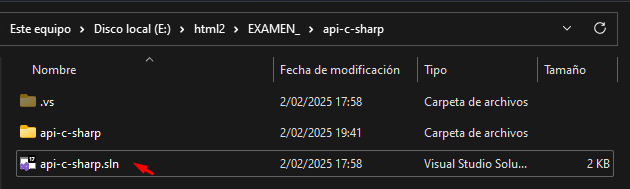 Este equipo > Disco local (E:) > html2 > EXAMEN_ > api-c-sharp
Nombre Fecha de modificación Tipo Tamaño
.vs 2/02/2025 17:58 Carpeta de archivos
api-c-sharp 2/02/2025 19:41 Carpeta de archivos
api-c-sharp.sln 2/02/2025 17:58 Visual Studio Solu... 2 KB